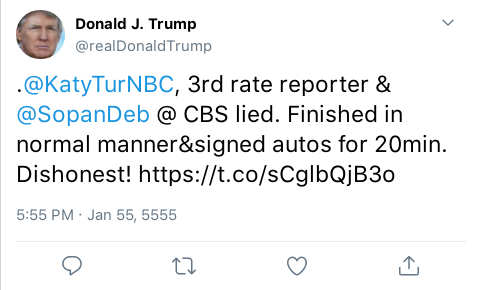 Donald J. Trump
@realDonaldTrump
.@KatyTurNBC, 3rd rate reporter &
@SopanDeb @ CBS lied. Finished in
normal manner&signed autos for 20min.
Dishonest! https://t.co/sCglbQjB3o
5:55 PM · Jan 55, 5555